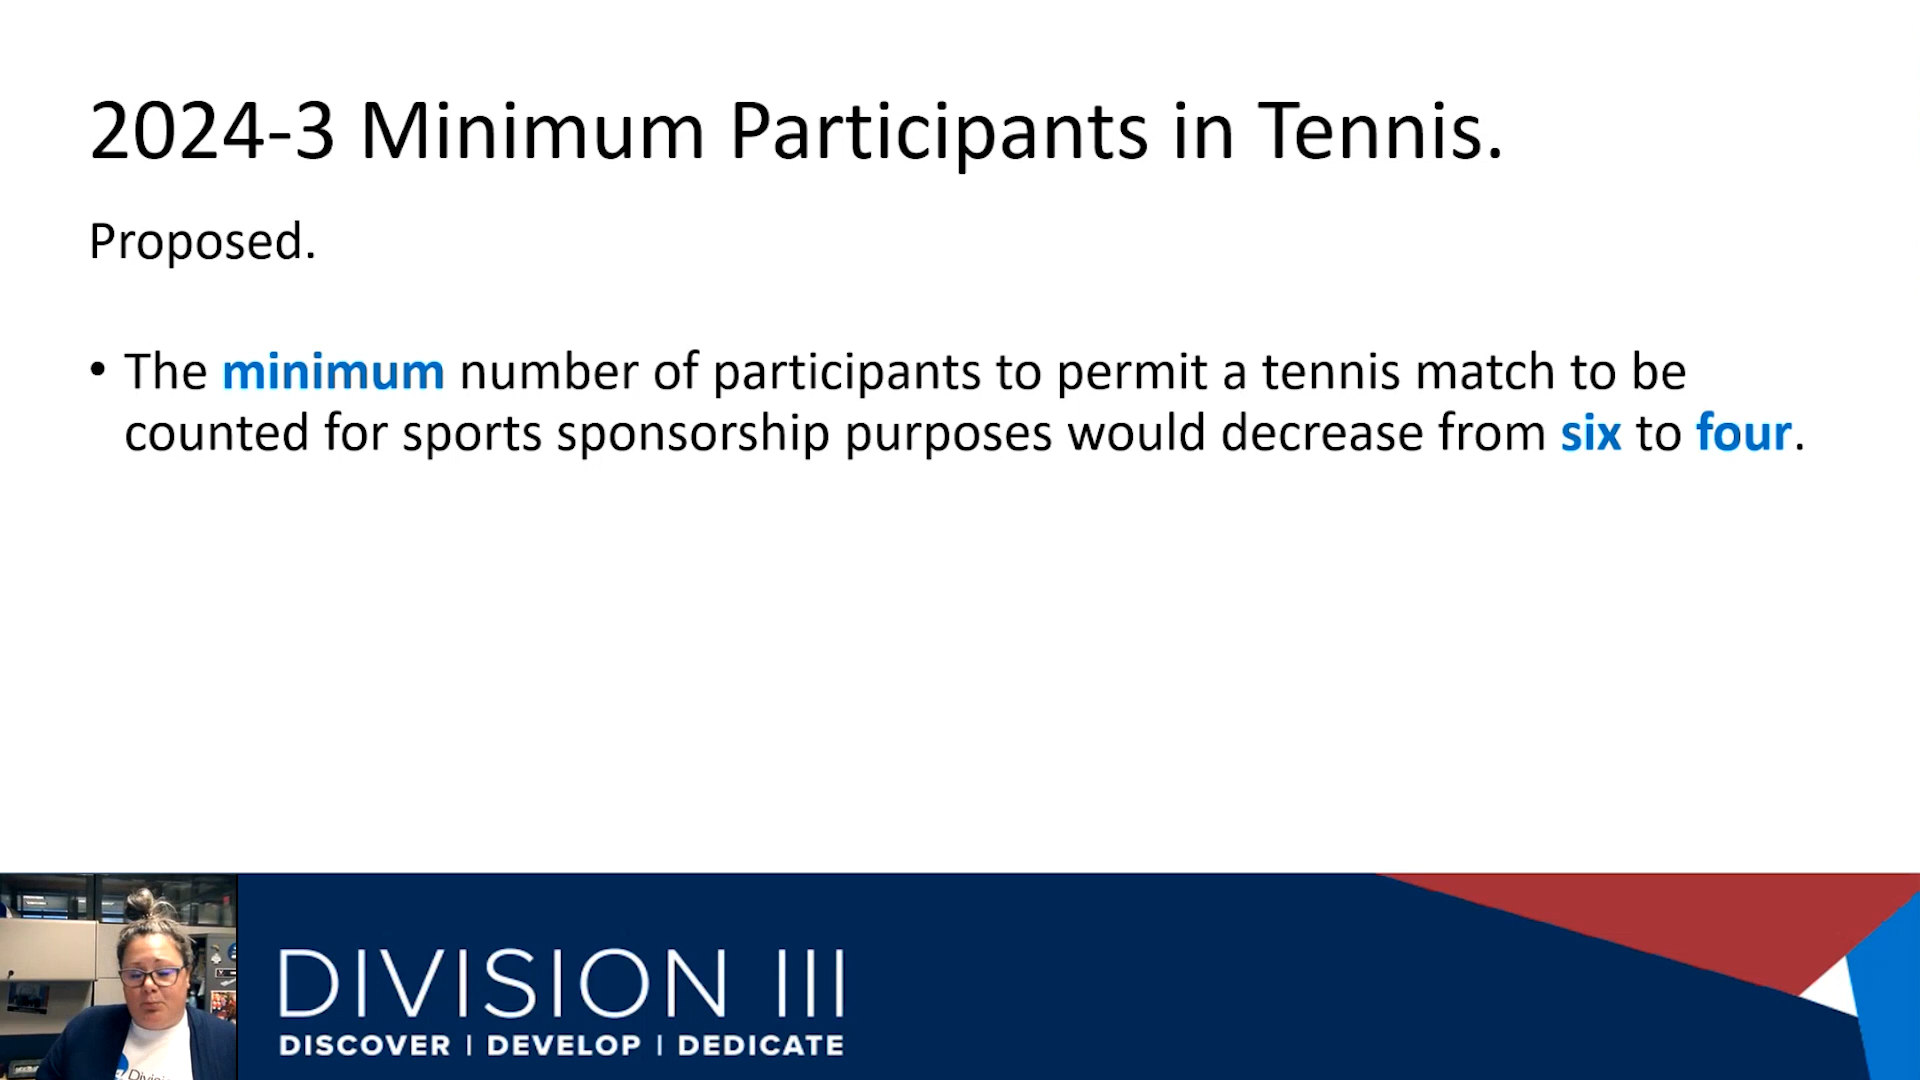 2024-3 Minimum Participants in Tennis.
Proposed.
• The minimum number of participants to permit a tennis match to be
counted for sports sponsorship purposes would decrease from six to four.
DIVISION III
DISCOVER | DEVELOP | DEDICATE